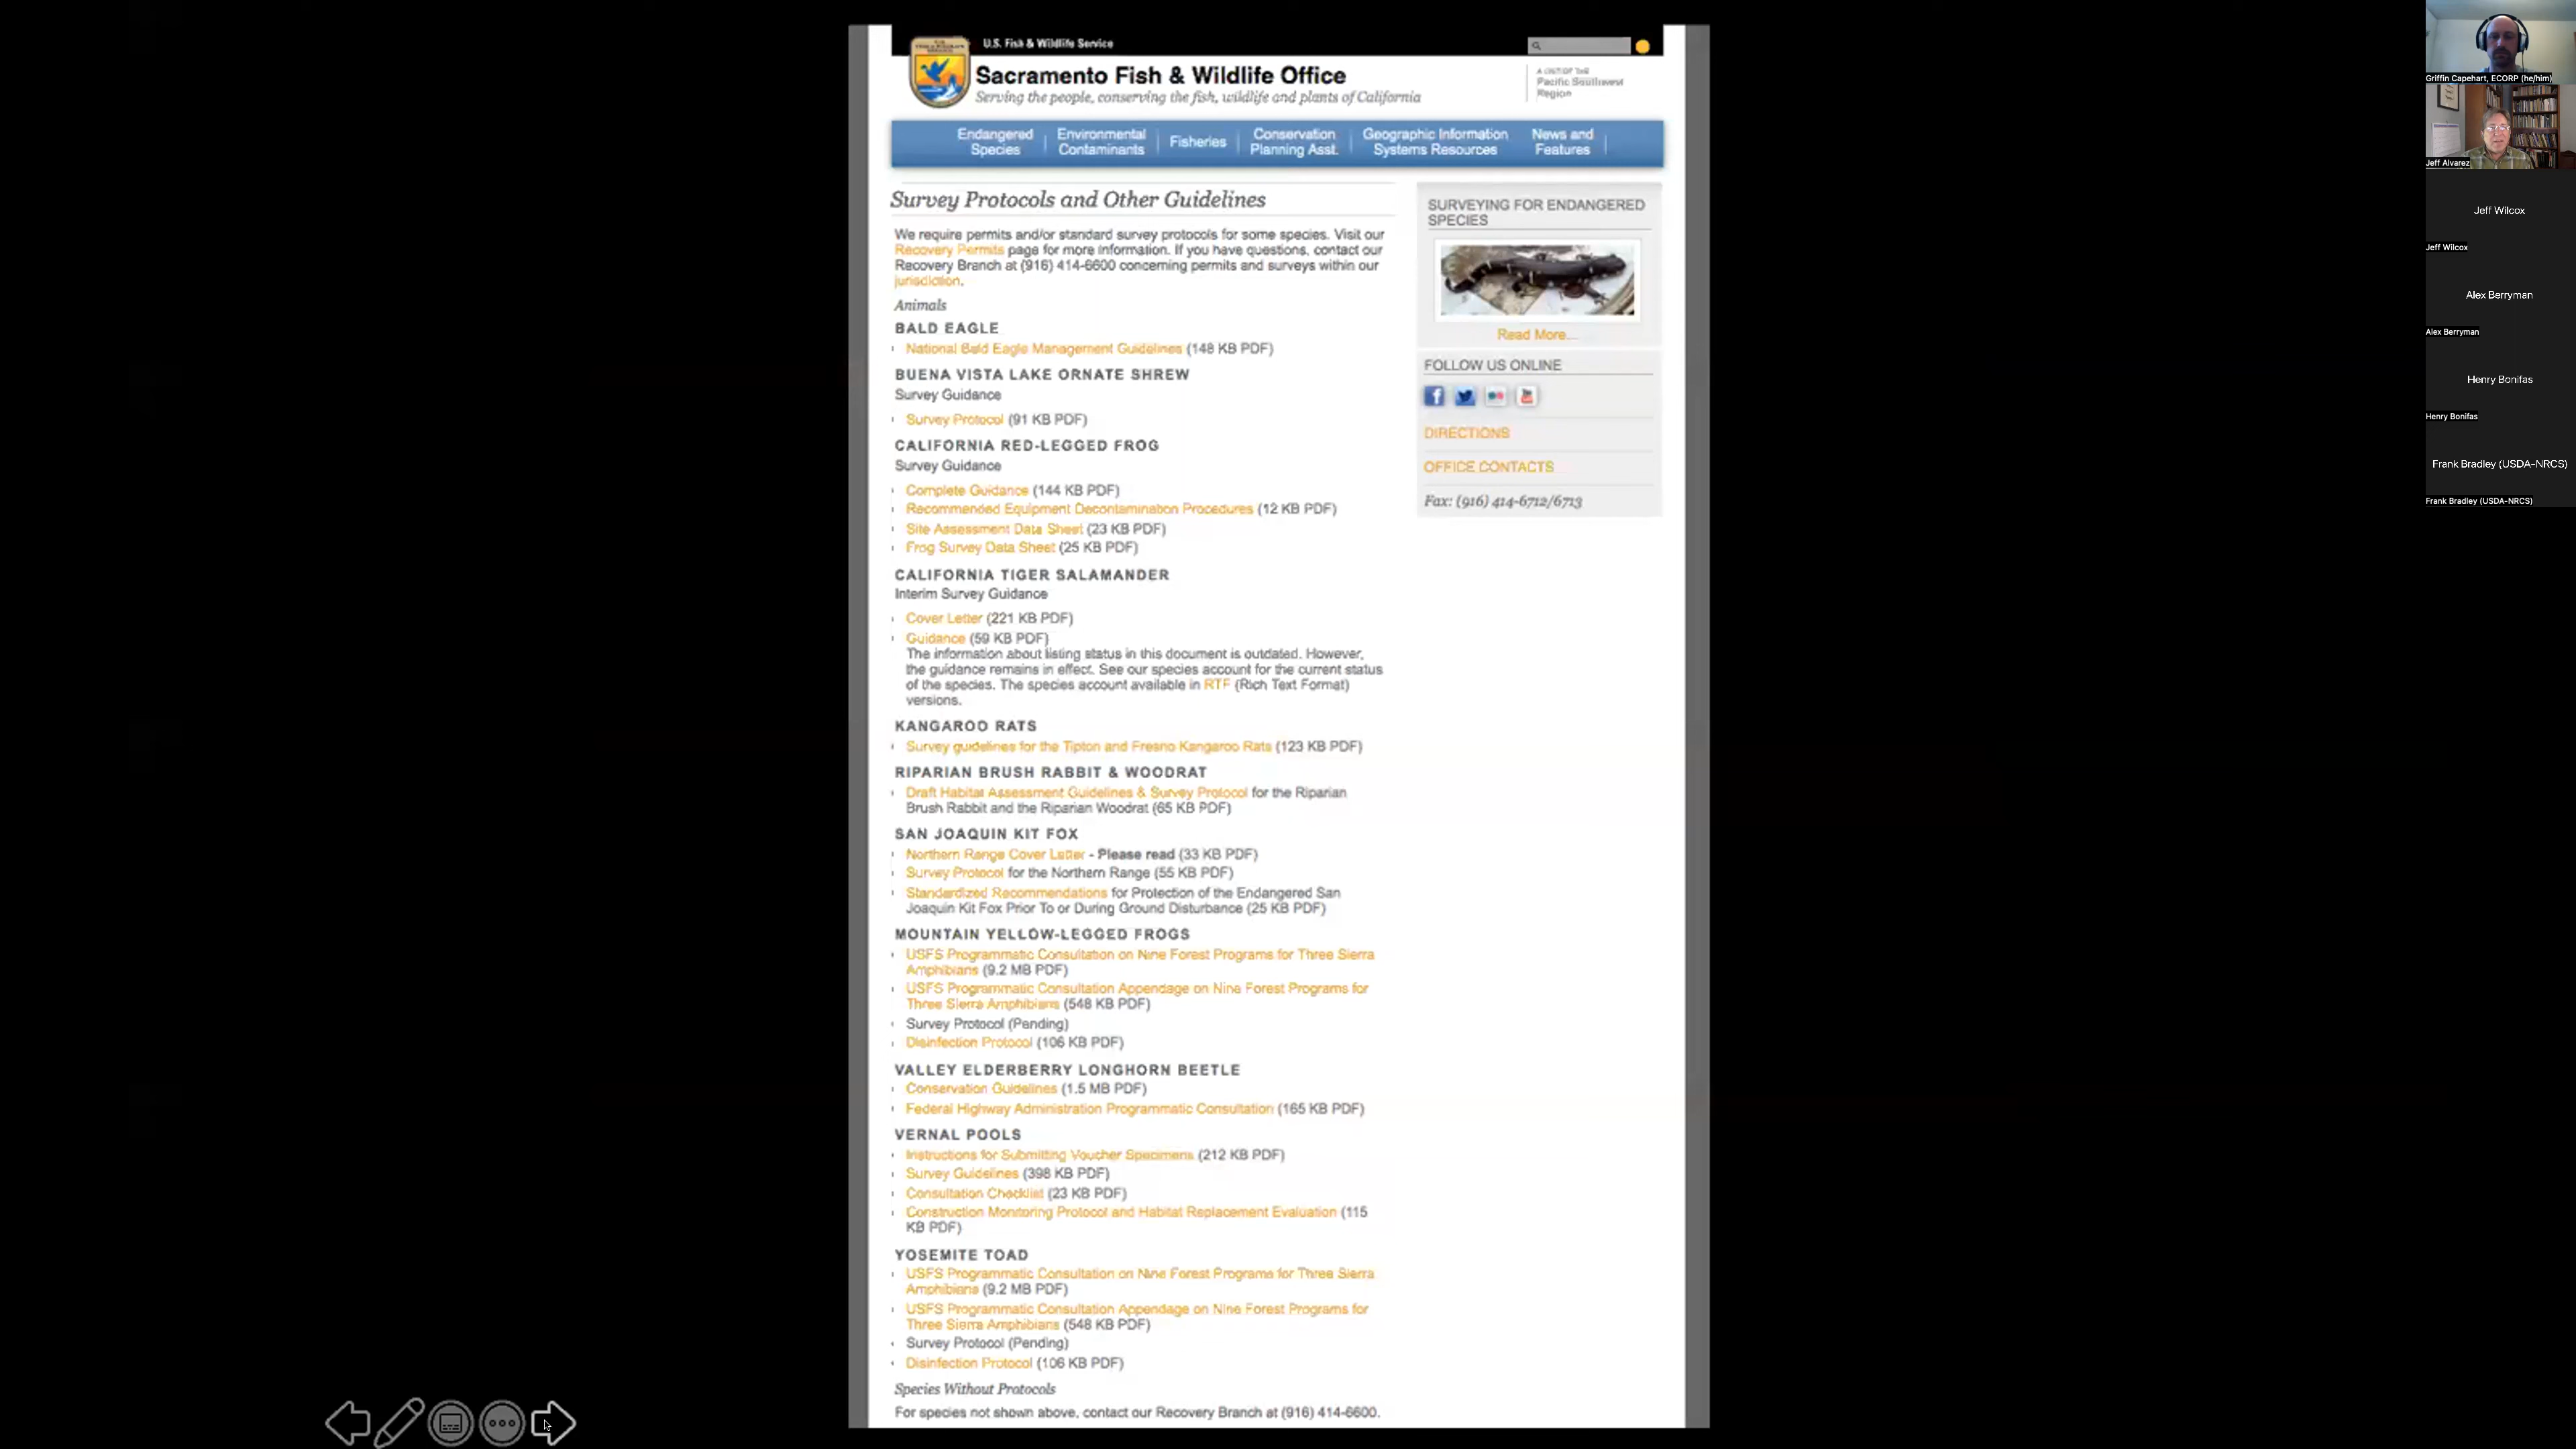 U.S. Fish & Wildlife Service
Sacramento Fish & Wildlife Office
Serving the people, conserving the fish, wildlife and plants of California
A UNIT OF THE
Pacific Southwest
Region
Endangered Species
Environmental Contaminants
Fisheries
Conservation Planning Asst.
Geographic Information Systems Resources
News and Features
Survey Protocols and Other Guidelines
We require permits and/or standard survey protocols for some species. Visit our
Recovery Permits page for more information. If you have questions, contact our
Recovery Branch at (916) 414-6600 concerning permits and surveys within our
jurisdiction.
Animals
BALD EAGLE
National Bald Eagle Management Guidelines (148 KB PDF)
BUENA VISTA LAKE ORNATE SHREW
Survey Guidance
Survey Protocol (91 KB PDF)
CALIFORNIA RED-LEGGED FROG
Survey Guidance
Complete Guidance (144 KB PDF)
Recommended Equipment Decontamination Procedures (12 KB PDF)
Site Assessment Data Sheet (23 KB PDF)
Frog Survey Data Sheet (25 KB PDF)
CALIFORNIA TIGER SALAMANDER
Interim Survey Guidance
Cover Letter (221 KB PDF)
Guidance (59 KB PDF)
The information about listing status in this document is outdated. However,
the guidance remains in effect. See our species account for the current status
of the species. The species account available in RTF (Rich Text Format)
versions.
KANGAROO RATS
Survey guidelines for the Tipton and Fresno Kangaroo Rats (123 KB PDF)
RIPARIAN BRUSH RABBIT & WOODRAT
Draft Habitat Assessment Guidelines & Survey Protocol for the Riparian
Brush Rabbit and the Riparian Woodrat (65 KB PDF)
SAN JOAQUIN KIT FOX
Northern Range Cover Letter - Please read (33 KB PDF)
Survey Protocol for the Northern Range (55 KB PDF)
Standardized Recommendations for Protection of the Endangered San
Joaquin Kit Fox Prior To or During Ground Disturbance (25 KB PDF)
MOUNTAIN YELLOW-LEGGED FROGS
USFS Programmatic Consultation on Nine Forest Programs for Three Sierra
Amphibians (9.2 MB PDF)
USFS Programmatic Consultation Appendage on Nine Forest Programs for
Three Sierra Amphibians (548 KB PDF)
Survey Protocol (Pending)
Disinfection Protocol (106 KB PDF)
VALLEY ELDERBERRY LONGHORN BEETLE
Conservation Guidelines (1.5 MB PDF)
Federal Highway Administration Programmatic Consultation (165 KB PDF)
VERNAL POOLS
Instructions for Submitting Voucher Specimens (212 KB PDF)
Survey Guidelines (398 KB PDF)
Consultation Checklist (23 KB PDF)
Construction Monitoring Protocol and Habitat Replacement Evaluation (115
KB PDF)
YOSEMITE TOAD
USFS Programmatic Consultation on Nine Forest Programs for Three Sierra
Amphibians (9.2 MB PDF)
USFS Programmatic Consultation Appendage on Nine Forest Programs for
Three Sierra Amphibians (548 KB PDF)
Survey Protocol (Pending)
Disinfection Protocol (106 KB PDF)
Species Without Protocols
For species not shown above, contact our Recovery Branch at (916) 414-6600.
SURVEYING FOR ENDANGERED
SPECIES
Read More...
FOLLOW US ONLINE
DIRECTIONS
OFFICE CONTACTS
Fax: (916) 414-6712/6713
Griffin Capehart, ECORP (he/him)
Jeff Alvarez
Jeff Wilcox
Jeff Wilcox
Alex Berryman
Alex Berryman
Henry Bonifas
Henry Bonifas
Frank Bradley (USDA-NRCS)
Frank Bradley (USDA-NRCS)